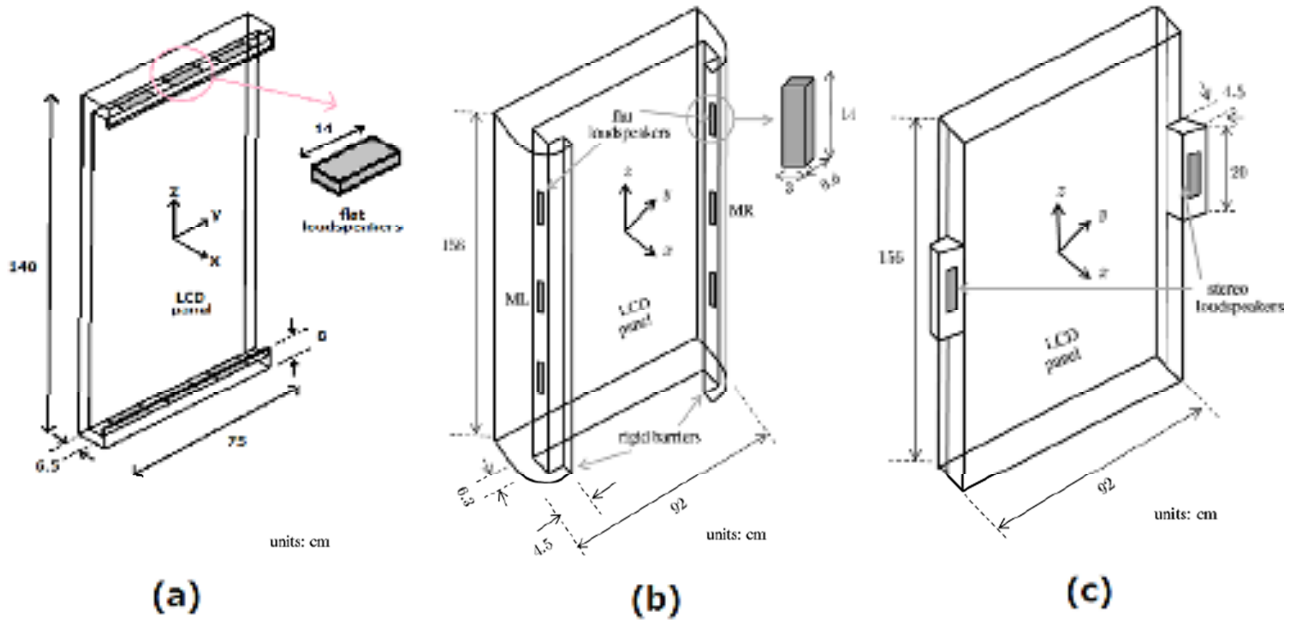 14
flat
loudspeakers
z
y
x
140
LCD
panel
75
6.5
units: cm
(a)
flat
loudspeakers
14
3
z
x
MR
156
ML
LCD
panel
rigid barriers
6.3
4.5
92
units: cm
(b)
4.5
20
z
x
156
stereo
loudspeakers
LCD
panel
92
units: cm
(c)